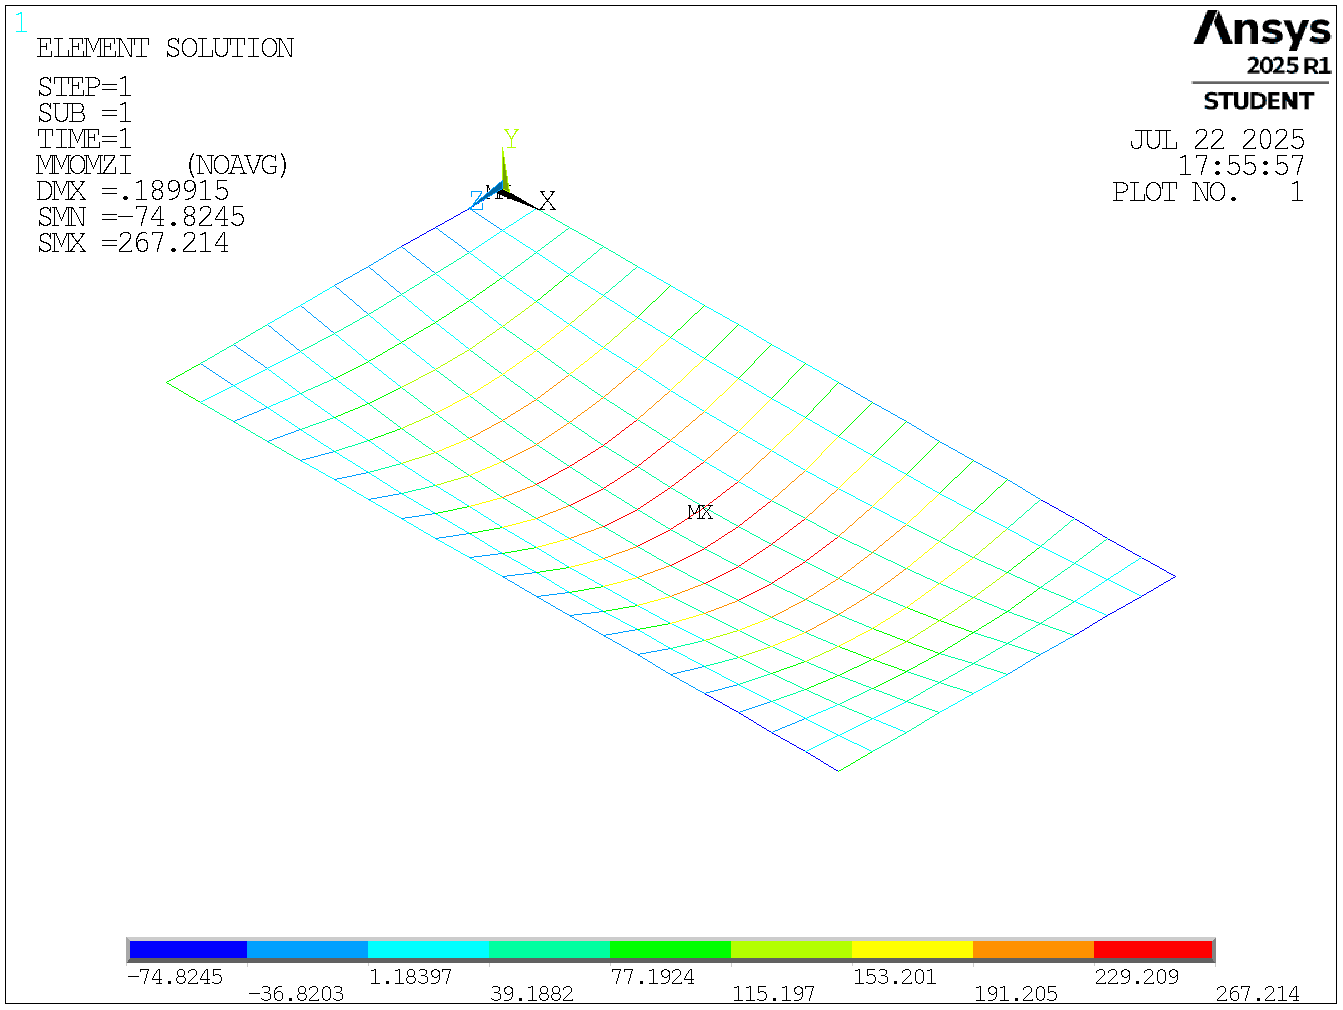 1
ELEMENT SOLUTION
STEP=1
SUB =1
TIME=1
MMOMZI (NOAVG)
DMX =.189915
SMN =-74.8245
SMX =267.214
Ansys
2025 R1
STUDENT
JUL 22 2025
17:55:57
PLOT NO. 1
Y
Z
X
MX
-74.8245
-36.8203
1.18397
39.1882
77.1924
115.197
153.201
191.205
229.209
267.214